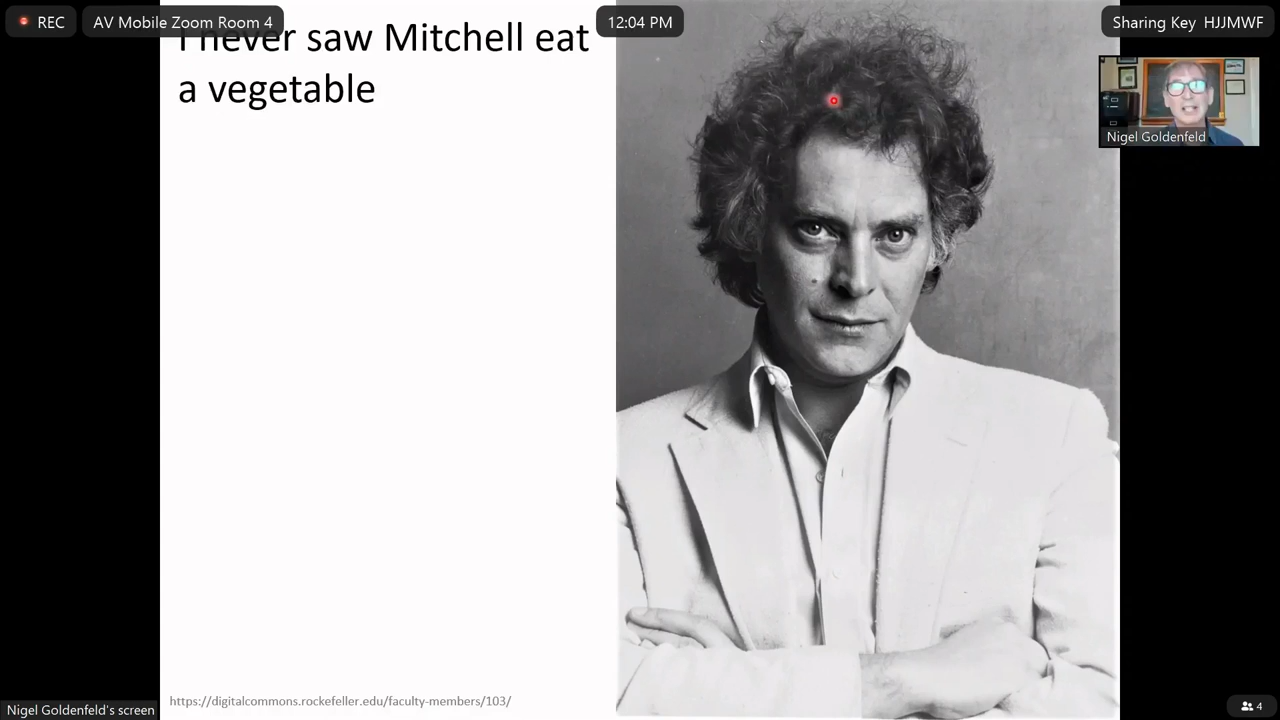 REC
AV Mobile Zoom Room 4
12:04 PM
Sharing Key HJJMWF
I never saw Mitchell eat
a vegetable
Nigel Goldenfeld
https://digitalcommons.rockefeller.edu/faculty-members/103/
Nigel Goldenfeld's screen
4